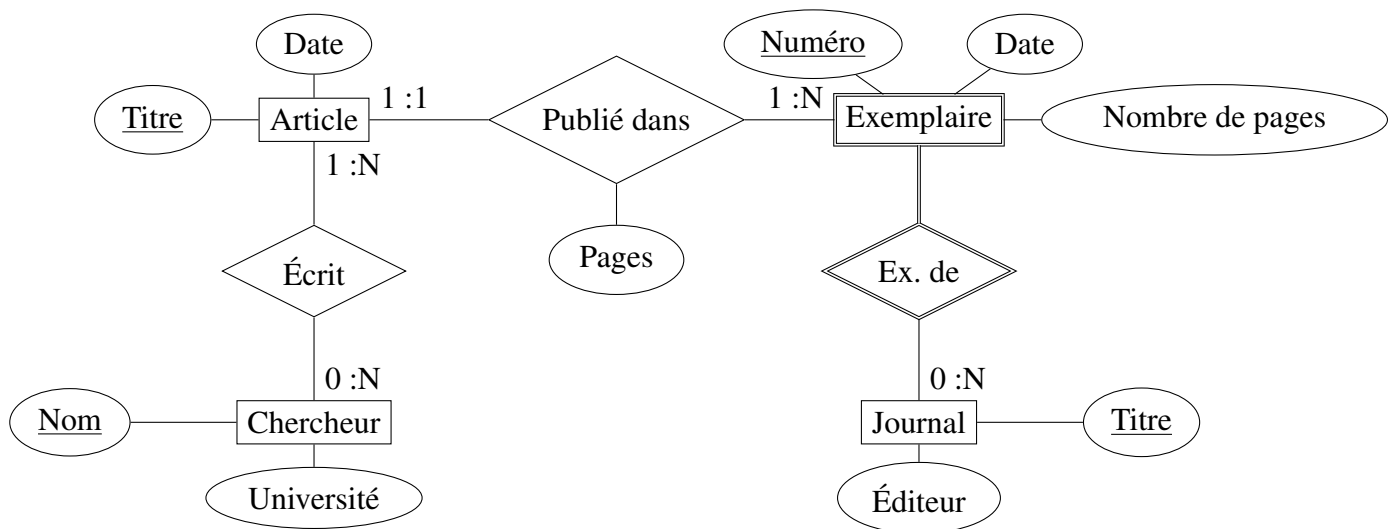 Date
Numéro
Date
Titre
Article
1 :1
Publié dans
1 :N
Exemplaire
Nombre de pages
1 :N
Pages
Écrit
Ex. de
0 :N
0 :N
Nom
Chercheur
Journal
Titre
Université
Éditeur